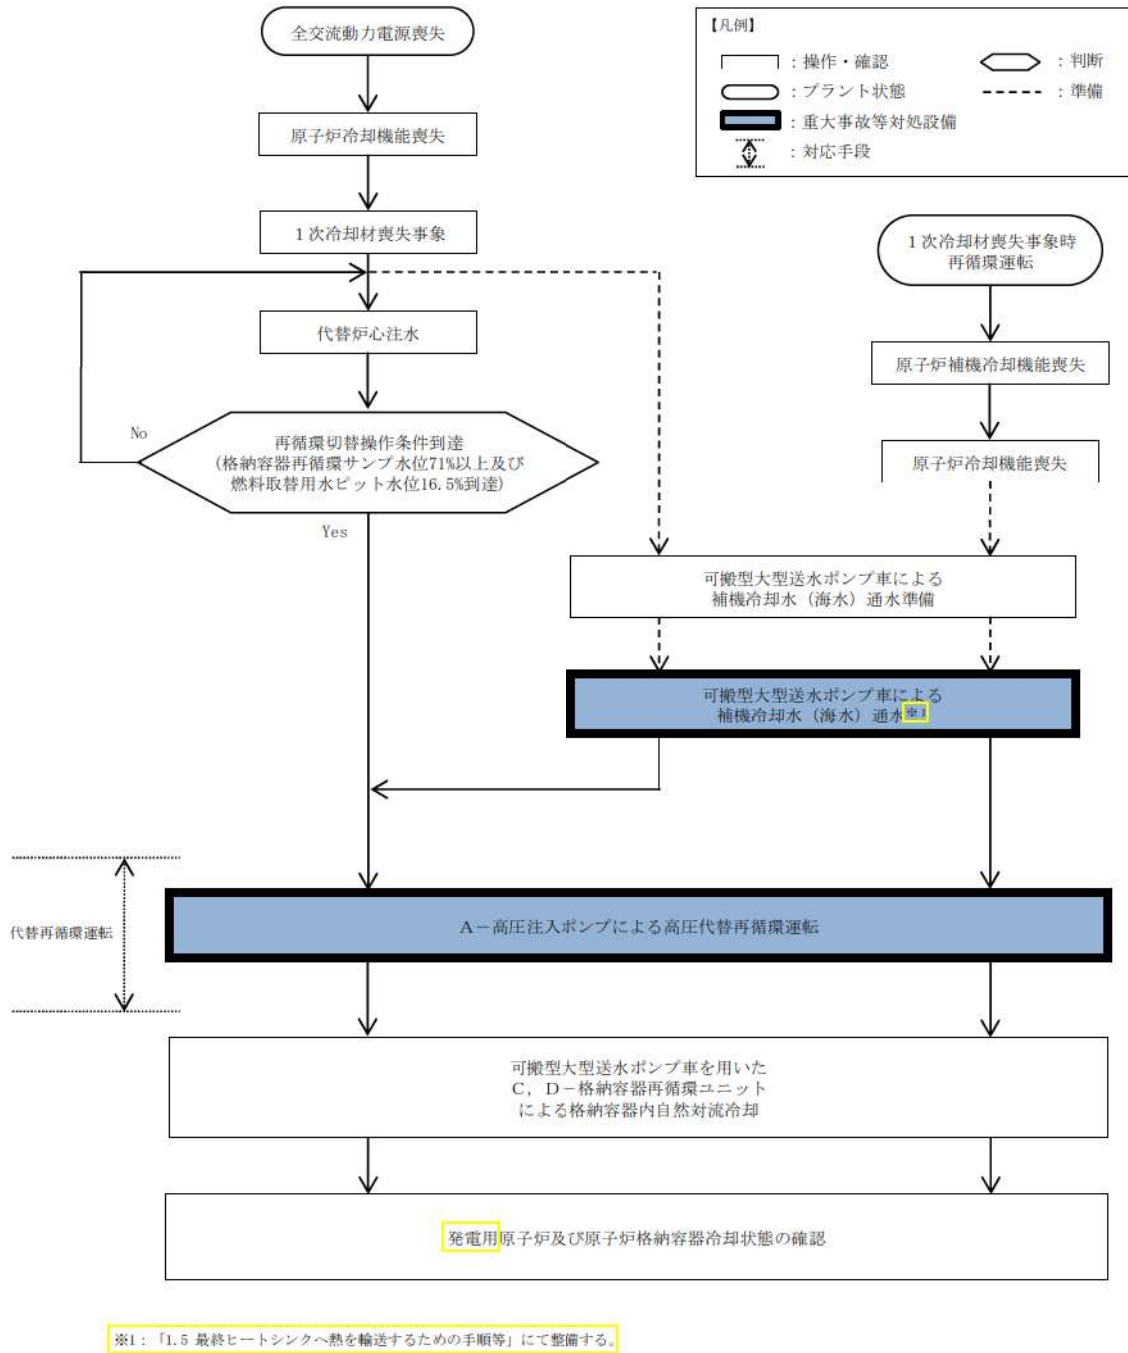 全交流動力電源喪失
【凡例】
：操作・確認
：判断
：プラント状態
：準備
：重大事故等対処設備
：対応手段
原子炉冷却機能喪失
１次冷却材喪失事象
１次冷却材喪失事象時
再循環運転
代替炉心注水
原子炉補機冷却機能喪失
No
再循環切替操作条件到達
(格納容器再循環サンプ水位71%以上及び
燃料取替用水ピット水位16.5%到達)
原子炉冷却機能喪失
Yes
可搬型大型送水ポンプ車による
補機冷却水（海水）通水準備
可搬型大型送水ポンプ車による
補機冷却水（海水）通水※1
代替再循環運転
Ａ－高圧注入ポンプによる高圧代替再循環運転
可搬型大型送水ポンプ車を用いた
Ｃ，Ｄ－格納容器再循環ユニット
による格納容器内自然対流冷却
発電用原子炉及び原子炉格納容器冷却状態の確認
※1：「1.5 最終ヒートシンクへ熱を輸送するための手順等」にて整備する。